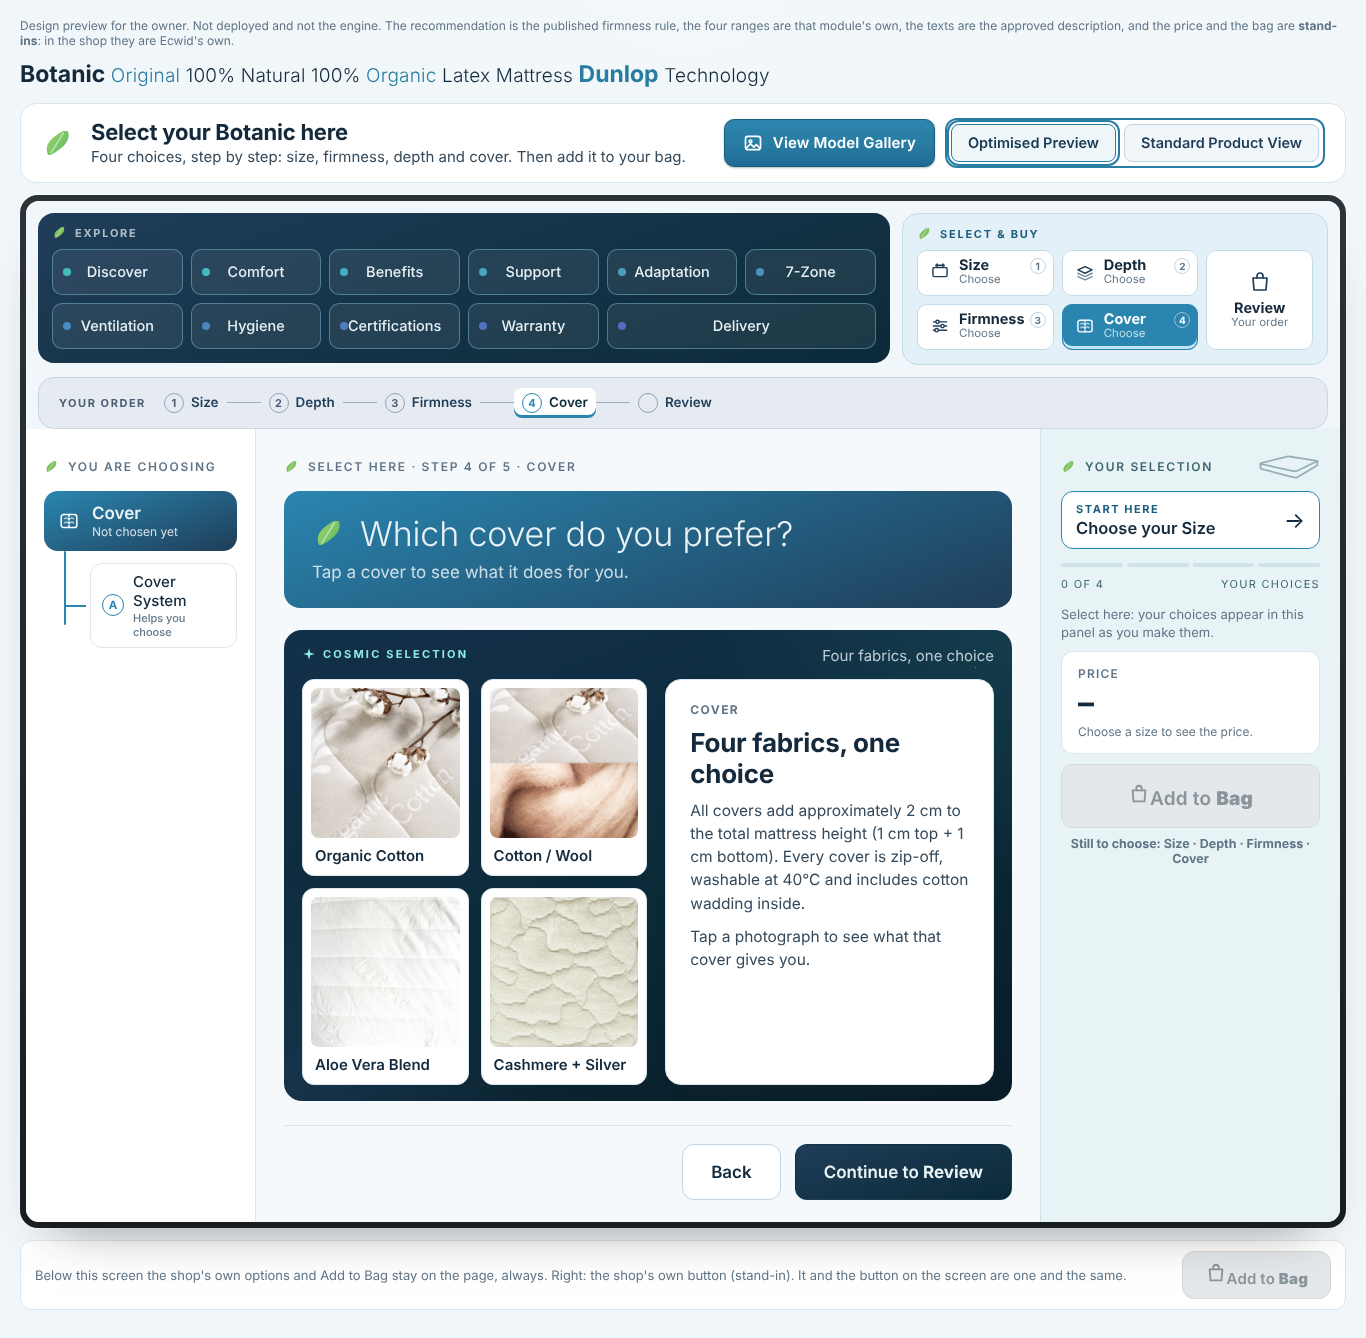 Design preview for the owner. Not deployed and not the engine. The recommendation is the published firmness rule, the four ranges are that module's own, the texts are the approved description, and the price and the bag are stand-
ins: in the shop they are Ecwid's own.
Botanic Original 100% Natural 100% Organic Latex Mattress Dunlop Technology
Select your Botanic here
Four choices, step by step: size, firmness, depth and cover. Then add it to your bag.
View Model Gallery
Optimised Preview
Standard Product View
EXPLORE
Discover
Comfort
Benefits
Support
Adaptation
7-Zone
Ventilation
Hygiene
Certifications
Warranty
Delivery
SELECT & BUY
Size
Choose
1
Depth
Choose
2
Firmness
Choose
3
Cover
Choose
4
Review
Your order
YOUR ORDER
1 Size
2 Depth
3 Firmness
4 Cover
Review
YOU ARE CHOOSING
Cover
Not chosen yet
A
Cover
System
Helps you
choose
SELECT HERE · STEP 4 OF 5 · COVER
Which cover do you prefer?
Tap a cover to see what it does for you.
COSMIC SELECTION
Four fabrics, one choice
Organic Cotton
Cotton / Wool
Aloe Vera Blend
Cashmere + Silver
COVER
Four fabrics, one
choice
All covers add approximately 2 cm to
the total mattress height (1 cm top + 1
cm bottom). Every cover is zip-off,
washable at 40°C and includes cotton
wadding inside.
Tap a photograph to see what that
cover gives you.
Back
Continue to Review
YOUR SELECTION
START HERE
Choose your Size
0 OF 4
YOUR CHOICES
Select here: your choices appear in this
panel as you make them.
PRICE
–
Choose a size to see the price.
Add to Bag
Still to choose: Size · Depth · Firmness ·
Cover
Below this screen the shop's own options and Add to Bag stay on the page, always. Right: the shop's own button (stand-in). It and the button on the screen are one and the same.
Add to Bag